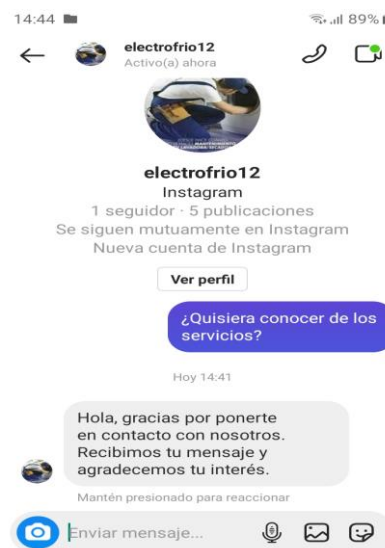 14:44 89%
electrofrio12
Activo(a) ahora
electrofrio12
Instagram
1 seguidor · 5 publicaciones
Se siguen mutuamente en Instagram
Nueva cuenta de Instagram
Ver perfil
¿Quisiera conocer de los
servicios?
Hoy 14:41
Hola, gracias por ponerte
en contacto con nosotros.
Recibimos tu mensaje y
agradecemos tu interés.
Mantén presionado para reaccionar
Enviar mensaje...